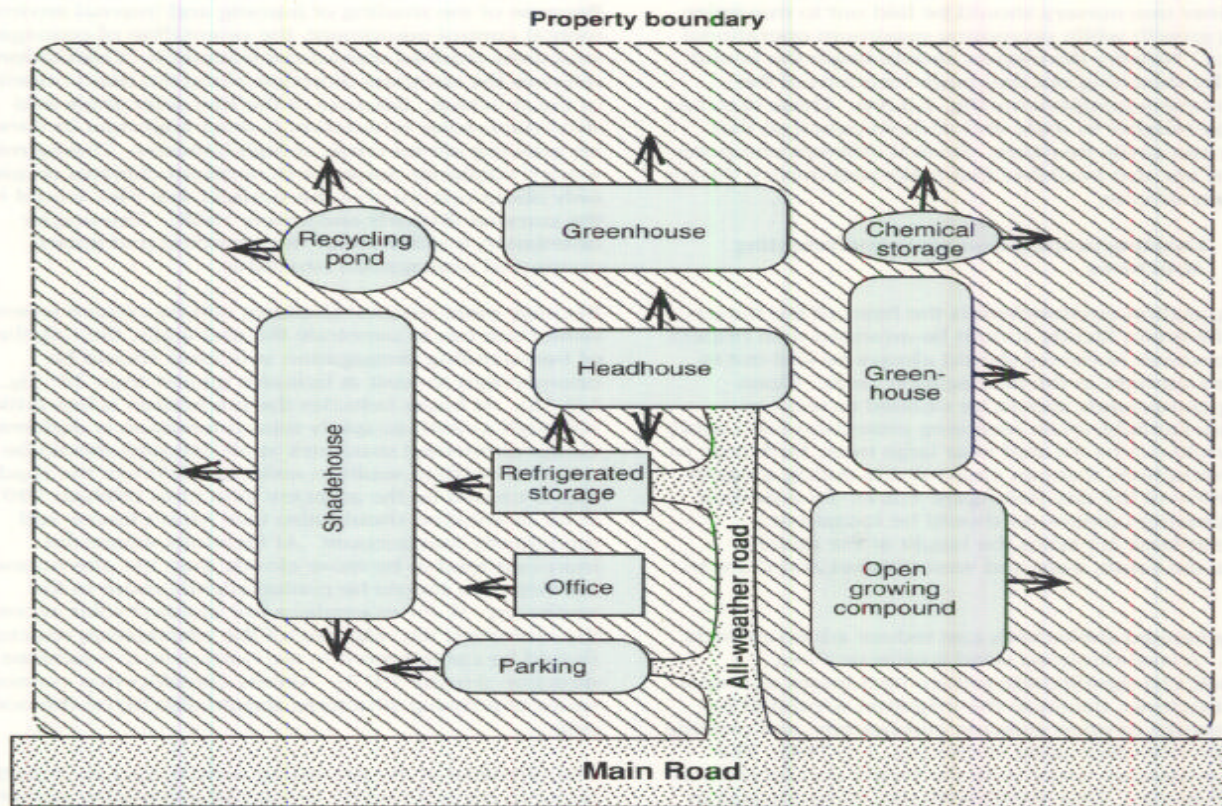 Property boundary
Recycling
pond
Greenhouse
Chemical
storage
Headhouse
Green-
house
Shadehouse
Refrigerated
storage
Office
Open
growing
compound
Parking
All-weather road
Main Road